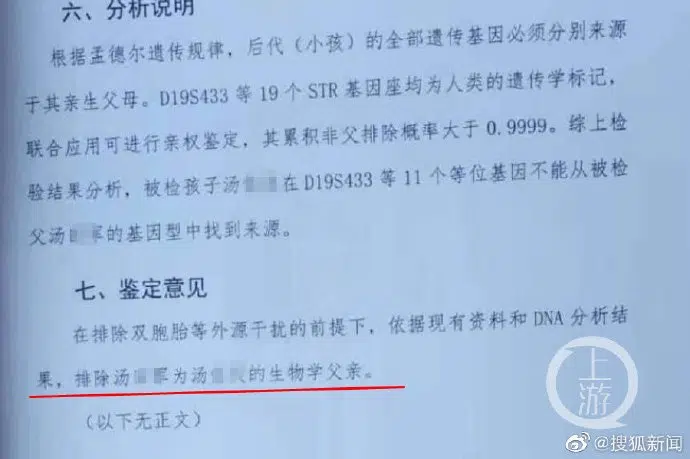 六、分析说明
根据孟德尔遗传规律，后代（小孩）的全部遗传基因必须分别来源
于其亲生父母。D19S433 等 19 个 STR 基因座均为人类的遗传学标记，
联合应用可进行亲权鉴定，其累积非父排除概率大于 0.9999。综上检
验结果分析，被检孩子汤 在 D19S433 等 11 个等位基因不能从被检
父汤 军的基因型中找到来源。
七、鉴定意见
在排除双胞胎等外源干扰的前提下，依据现有资料和 DNA 分析结
果，排除汤 军为汤 的生物学父亲。
（以下无正文）
上游
@搜狐新闻